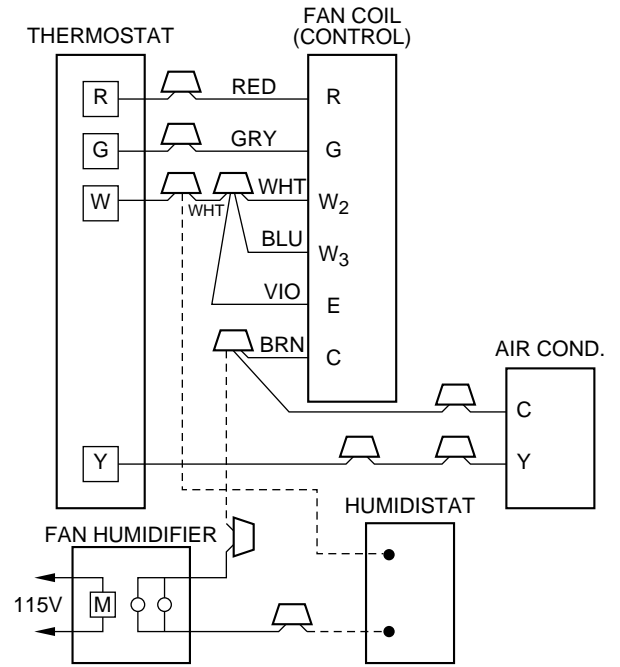 FAN COIL
(CONTROL)
THERMOSTAT
R
RED
R
G
GRY
G
W
WHT
WHT
W2
BLU
W3
VIO
E
BRN
C
AIR COND.
C
Y
Y
HUMIDISTAT
FAN HUMIDIFIER
115V
M